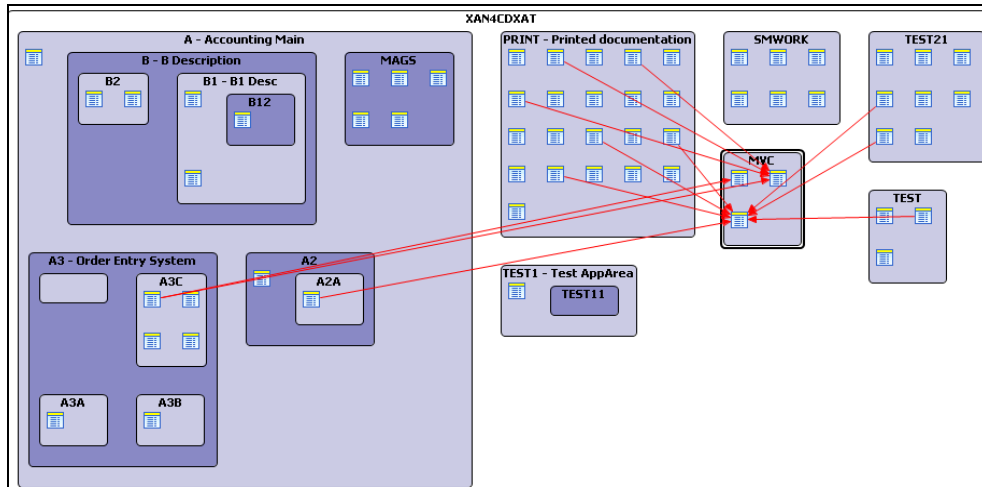 XAN4CDXAT
A - Accounting Main
PRINT - Printed documentation
SMWORK
TEST21
B - B Description
MAGS
B2
B1 - B1 Desc
B12
MVC
TEST
A3 - Order Entry System
A2
A3C
A2A
TEST1 - Test AppArea
TEST11
A3A
A3B